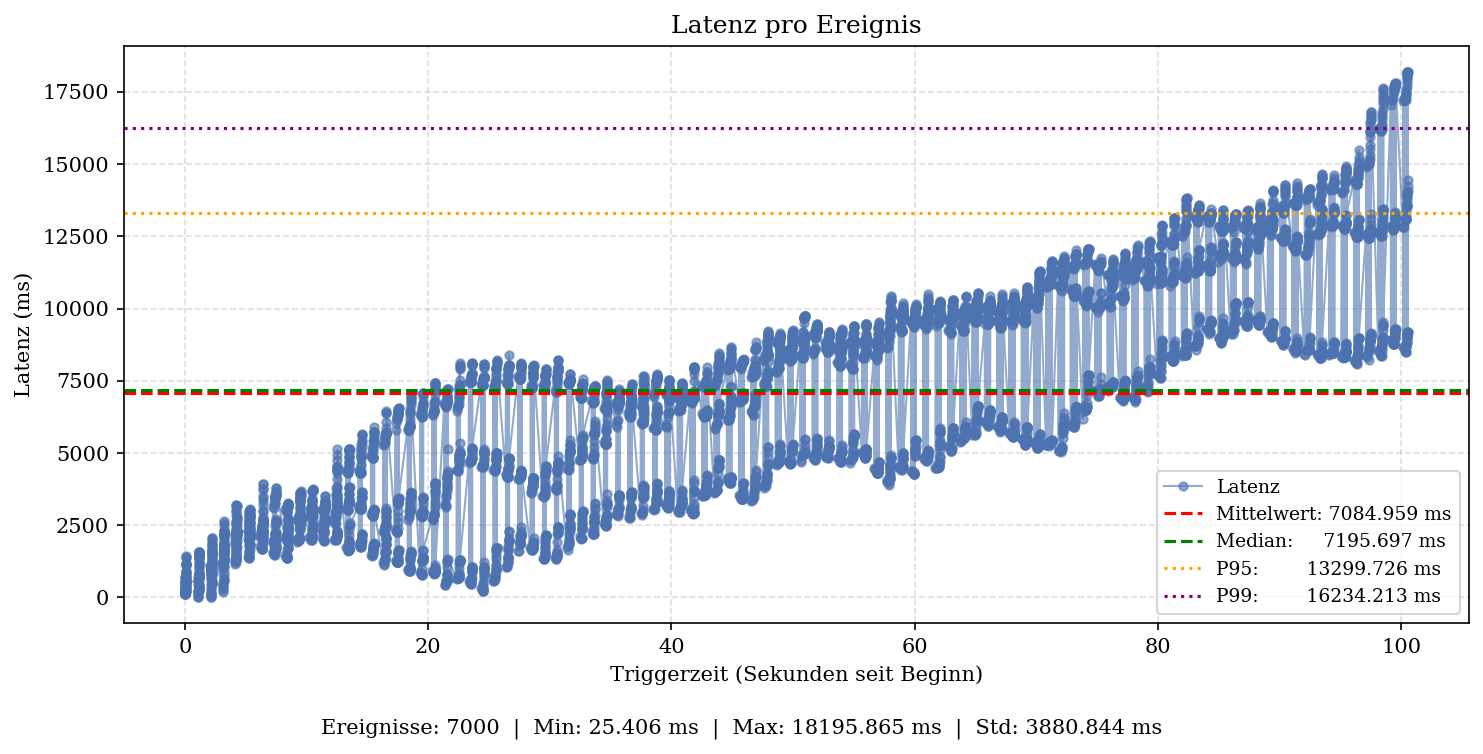 Latenz pro Ereignis
17500
15000
12500
10000
7500
5000
2500
0
Latenz (ms)
0 20 40 60 80 100
Triggerzeit (Sekunden seit Beginn)
Latenz
Mittelwert: 7084.959 ms
Median: 7195.697 ms
P95: 13299.726 ms
P99: 16234.213 ms
Ereignisse: 7000 | Min: 25.406 ms | Max: 18195.865 ms | Std: 3880.844 ms